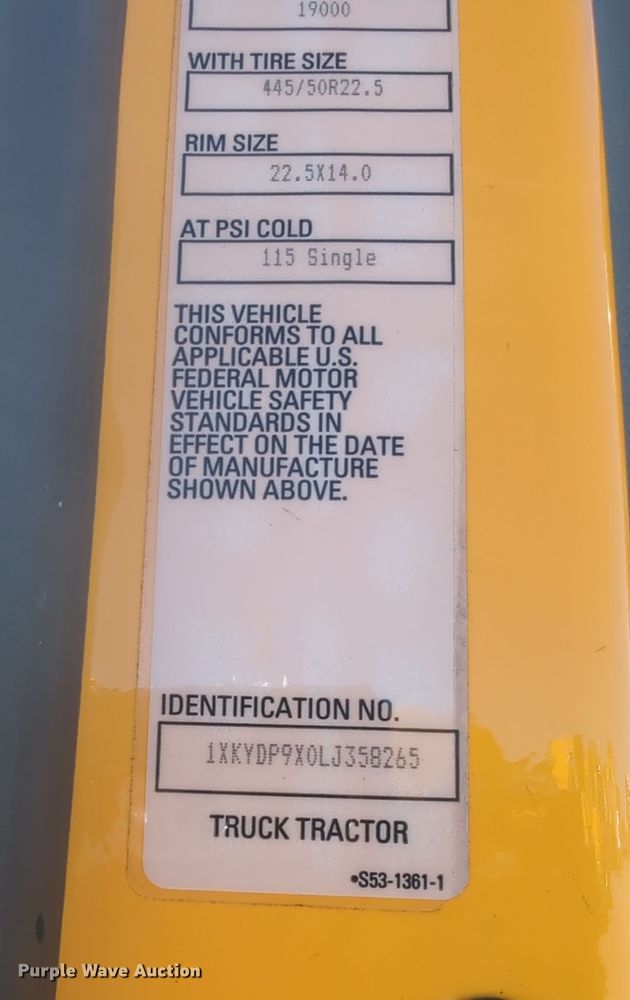 19000
WITH TIRE SIZE
445/50R22.5
RIM SIZE
22.5X14.0
AT PSI COLD
115 Single
THIS VEHICLE
CONFORMS TO ALL
APPLICABLE U.S.
FEDERAL MOTOR
VEHICLE SAFETY
STANDARDS IN
EFFECT ON THE DATE
OF MANUFACTURE
SHOWN ABOVE.
IDENTIFICATION NO.
1XKYDP9X0LJ358265
TRUCK TRACTOR
•S53-1361-1
Purple Wave Auction